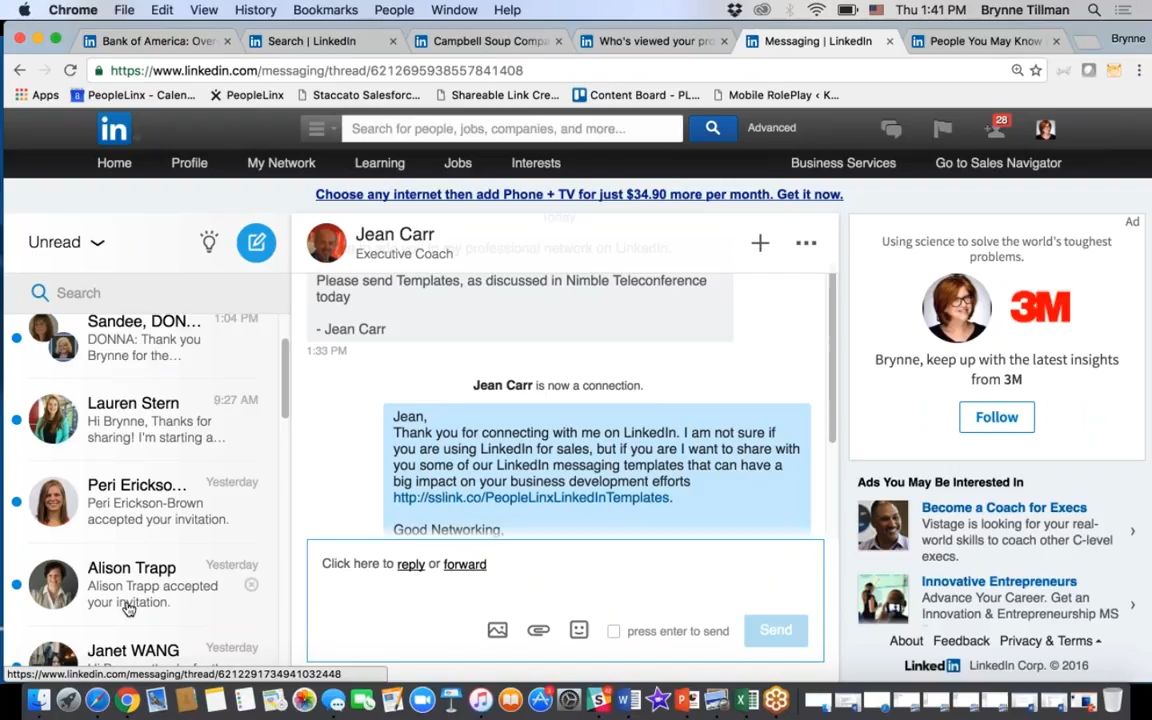 Chrome File Edit View History Bookmarks People Window Help Thu 1:41 PM Brynne Tillman
Bank of America: Over
Search | LinkedIn
Campbell Soup Compa
Who's viewed your pro
Messaging | LinkedIn
People You May Know
Brynne
https://www.linkedin.com/messaging/thread/6212695938557841408
Apps
PeopleLinx - Calen...
PeopleLinx
Staccato Salesforc...
Shareable Link Cre...
Content Board - PL...
Mobile RolePlay ‹ K...
in
Search for people, jobs, companies, and more...
Advanced
28
Home Profile My Network Learning Jobs Interests Business Services Go to Sales Navigator
Choose any internet then add Phone + TV for just $34.90 more per month. Get it now.
Unread
Search
Sandee, DON... 1:04 PM
DONNA: Thank you
Brynne for the...
Lauren Stern 9:27 AM
Hi Brynne, Thanks for
sharing! I'm starting a...
Peri Erickso... Yesterday
Peri Erickson-Brown
accepted your invitation.
Alison Trapp Yesterday
Alison Trapp accepted
your invitation.
Janet WANG Yesterday
https://www.linkedin.com/messaging/thread/6212291734941032448
Today
my professional network on LinkedIn.
Jean Carr
Executive Coach
Please send Templates, as discussed in Nimble Teleconference
today
- Jean Carr
1:33 PM
Jean Carr is now a connection.
Jean,
Thank you for connecting with me on LinkedIn. I am not sure if
you are using LinkedIn for sales, but if you are I want to share with
you some of our LinkedIn messaging templates that can have a
big impact on your business development efforts
http://sslink.co/PeopleLinxLinkedInTemplates.
Good Networking,
Click here to reply or forward
press enter to send
Send
Ad
Using science to solve the world's toughest
problems.
3M
Brynne, keep up with the latest insights
from 3M
Follow
Ads You May Be Interested In
Become a Coach for Execs
Vistage is looking for your real-
world skills to coach other C-level
execs.
Innovative Entrepreneurs
Advance Your Career. Get an
Innovation & Entrepreneurship MS
About Feedback Privacy & Terms
LinkedIn LinkedIn Corp. © 2016